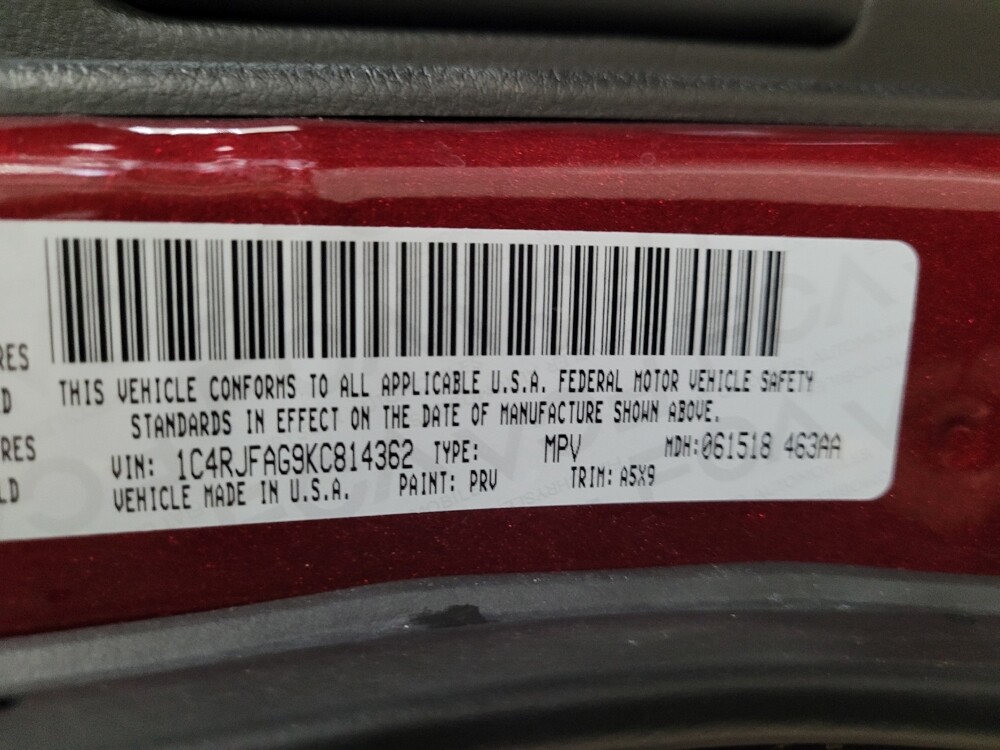 RES
THIS VEHICLE CONFORMS TO ALL APPLICABLE U.S.A. FEDERAL MOTOR VEHICLE SAFETY
D
STANDARDS IN EFFECT ON THE DATE OF MANUFACTURE SHOWN ABOVE.
RES
VIN: 1C4RJFAG9KC814362 TYPE: MPV MDH:061518 463AA
LD
VEHICLE MADE IN U.S.A. PAINT: PRV TRIM: A5X9